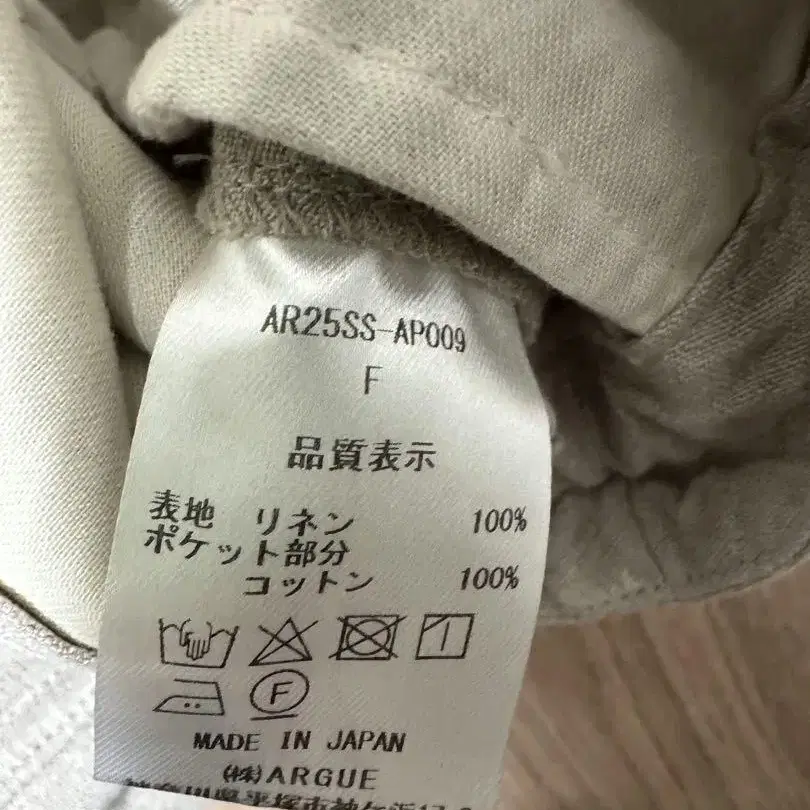 AR25SS-AP009
F
品質表示
表地 リネン 100%
ポケット部分
コットン 100%
F
MADE IN JAPAN
(株)ARGUE